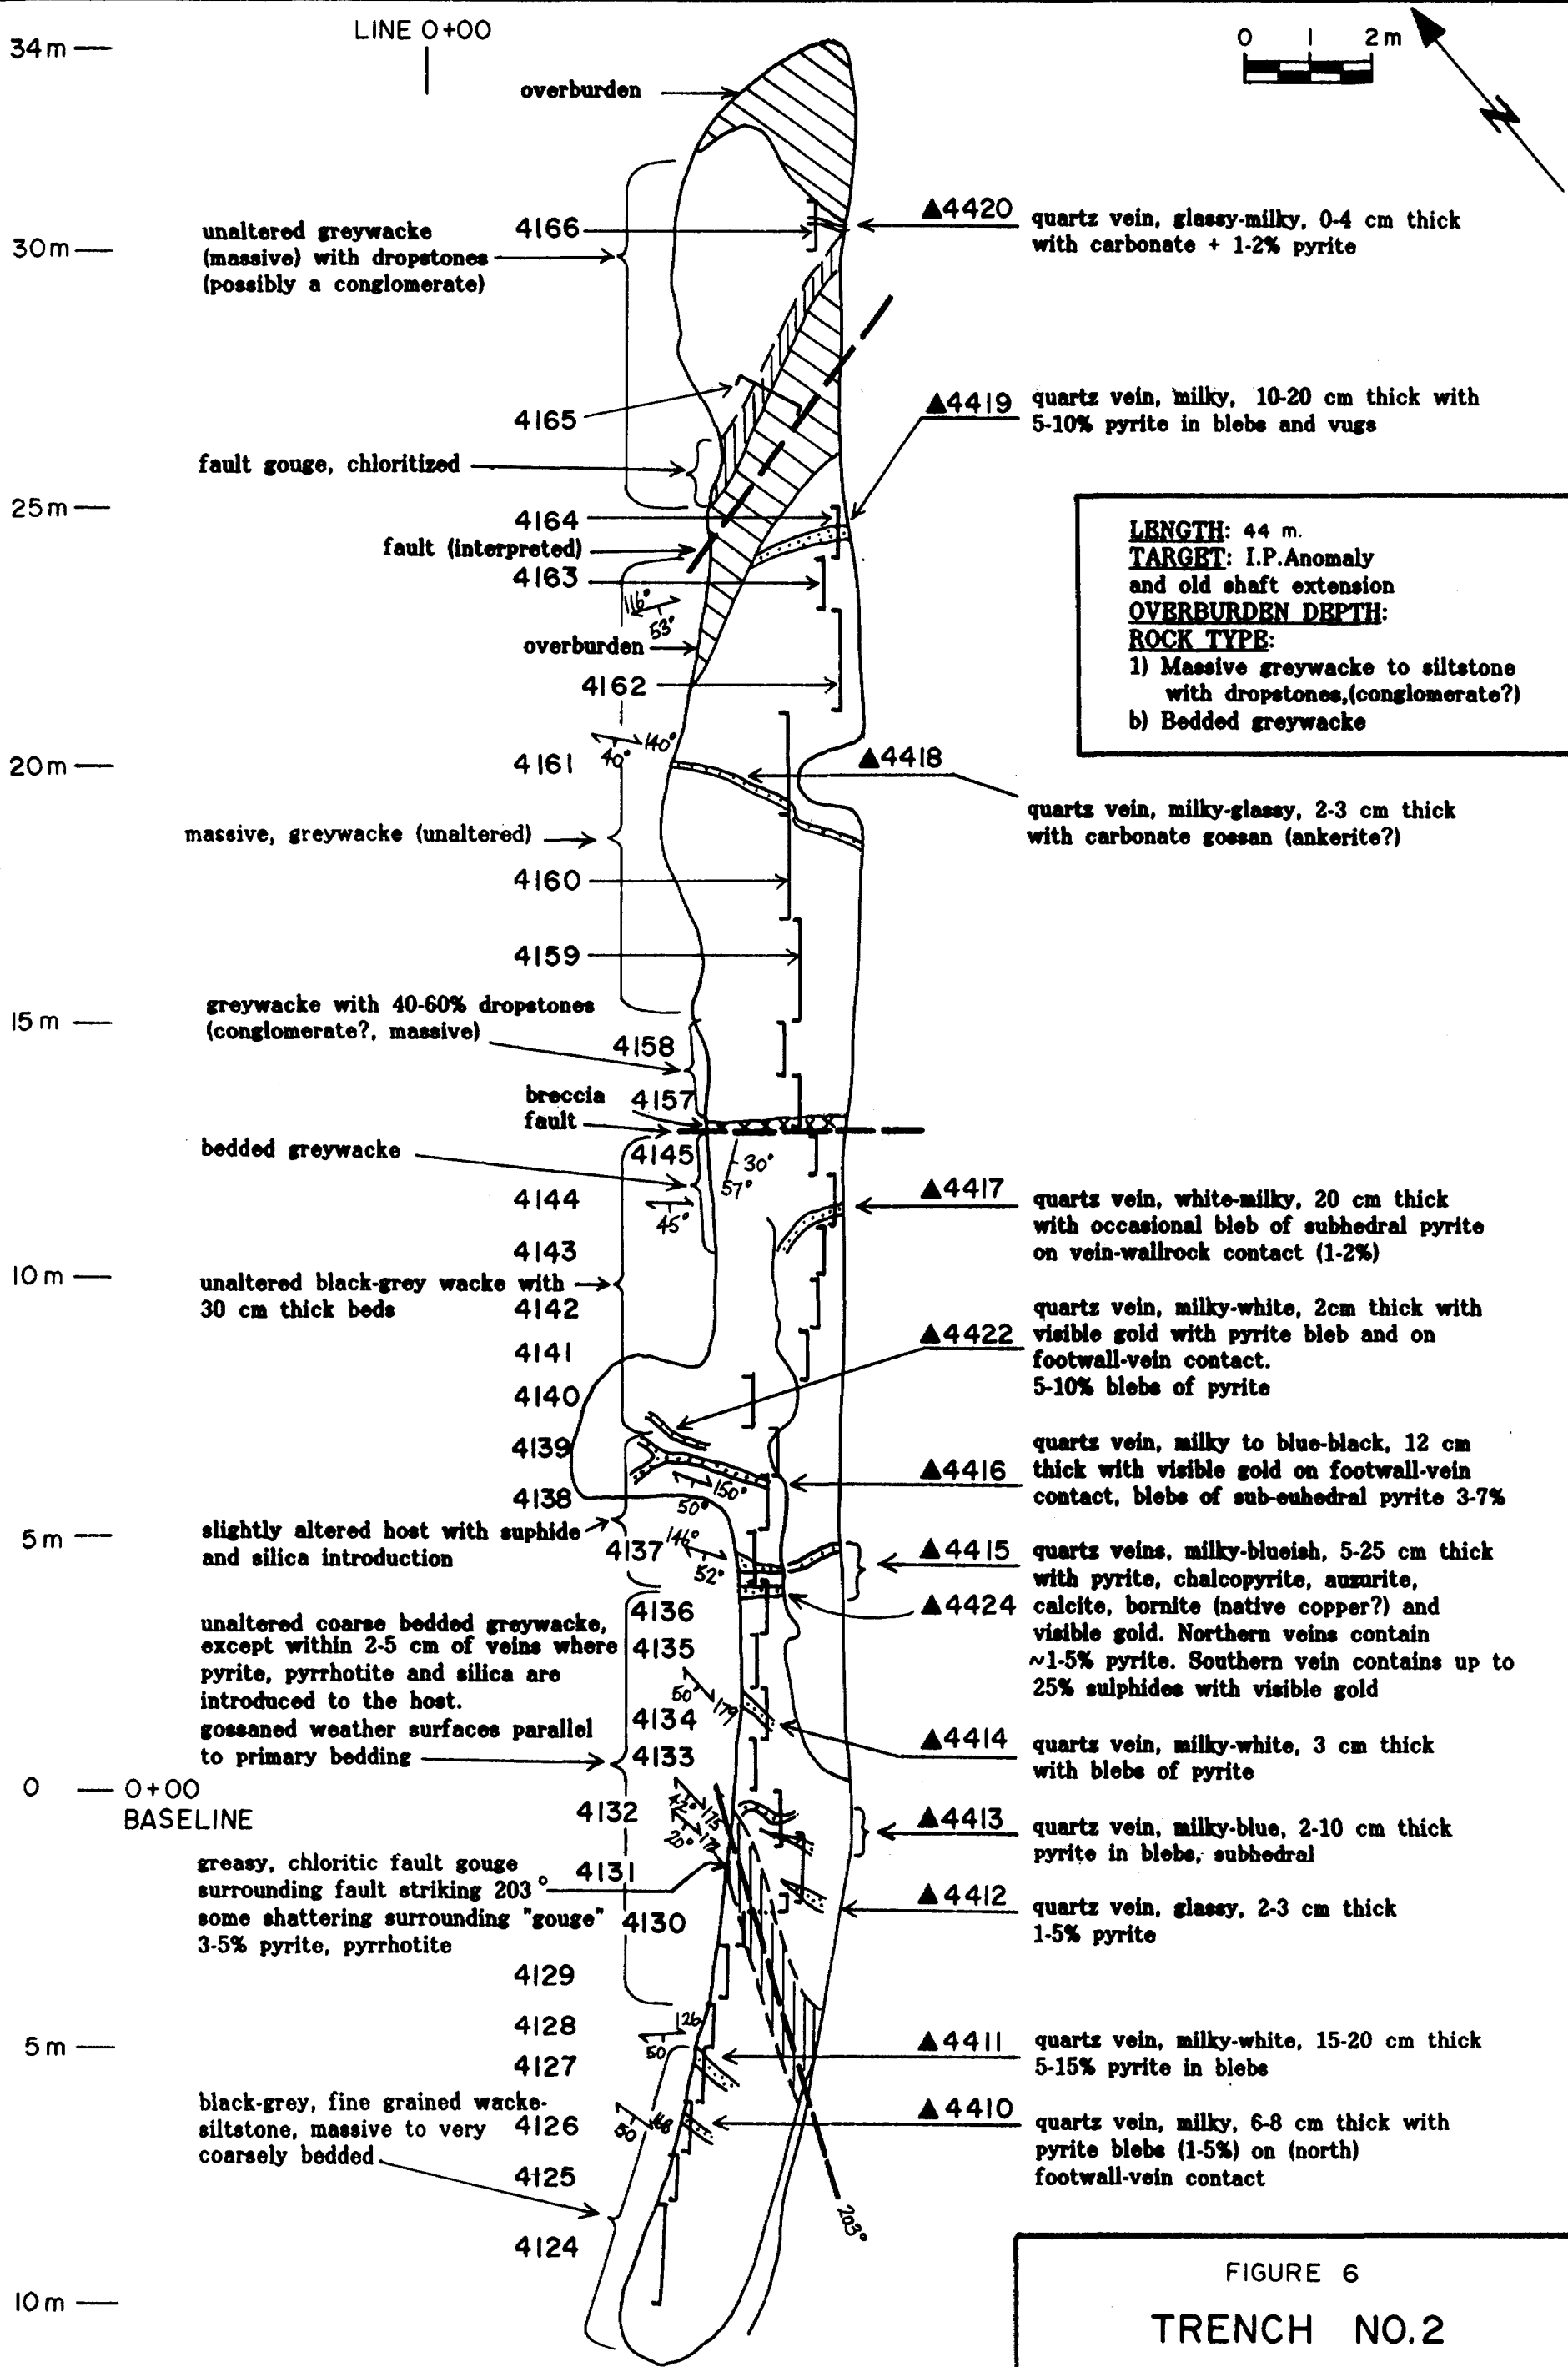 LINE 0+00
34m
0 1 2m
overburden
unaltered greywacke
(massive) with dropstones
(possibly a conglomerate)
4166
▲4420
quartz vein, glassy-milky, 0-4 cm thick
with carbonate + 1-2% pyrite
30m
4165
▲4419
quartz vein, milky, 10-20 cm thick with
5-10% pyrite in blebs and vugs
fault gouge, chloritized
25m
4164
fault (interpreted)
4163
116°
53°
LENGTH: 44 m.
TARGET: I.P.Anomaly
and old shaft extension
OVERBURDEN DEPTH:
ROCK TYPE:
1) Massive greywacke to siltstone
with dropstones,(conglomerate?)
b) Bedded greywacke
overburden
4162
140°
40°
20m
4161
▲4418
quartz vein, milky-glassy, 2-3 cm thick
with carbonate gossan (ankerite?)
massive, greywacke (unaltered)
4160
4159
greywacke with 40-60% dropstones
(conglomerate?, massive)
15m
4158
breccia
4157
fault
bedded greywacke
4145
30°
57°
4144
45°
▲4417
quartz vein, white-milky, 20 cm thick
with occasional bleb of subhedral pyrite
on vein-wallrock contact (1-2%)
4143
10m
unaltered black-grey wacke with
30 cm thick beds
4142
▲4422
quartz vein, milky-white, 2cm thick with
visible gold with pyrite bleb and on
footwall-vein contact.
5-10% blebs of pyrite
4141
4140
4139
▲4416
quartz vein, milky to blue-black, 12 cm
thick with visible gold on footwall-vein
contact, blebs of sub-euhedral pyrite 3-7%
150°
50°
4138
5m
slightly altered host with suphide
and silica introduction
4137
146°
52°
▲4415
▲4424
quartz veins, milky-blueish, 5-25 cm thick
with pyrite, chalcopyrite, auzurite,
calcite, bornite (native copper?) and
visible gold. Northern veins contain
~1-5% pyrite. Southern vein contains up to
25% sulphides with visible gold
4136
unaltered coarse bedded greywacke,
except within 2-5 cm of veins where
pyrite, pyrrhotite and silica are
introduced to the host.
gossaned weather surfaces parallel
to primary bedding
4135
50°
179
4134
▲4414
quartz vein, milky-white, 3 cm thick
with blebs of pyrite
4133
0
0+00
BASELINE
4132
175
20°
▲4413
quartz vein, milky-blue, 2-10 cm thick
pyrite in blebs, subhedral
greasy, chloritic fault gouge
surrounding fault striking 203°
some shattering surrounding "gouge"
3-5% pyrite, pyrrhotite
4131
4130
▲4412
quartz vein, glassy, 2-3 cm thick
1-5% pyrite
4129
4128
126
50
5m
4127
▲4411
quartz vein, milky-white, 15-20 cm thick
5-15% pyrite in blebs
black-grey, fine grained wacke-
siltstone, massive to very
coarsely bedded
4126
50
168
▲4410
quartz vein, milky, 6-8 cm thick with
pyrite blebs (1-5%) on (north)
footwall-vein contact
4125
203°
4124
10m
FIGURE 6
TRENCH NO.2